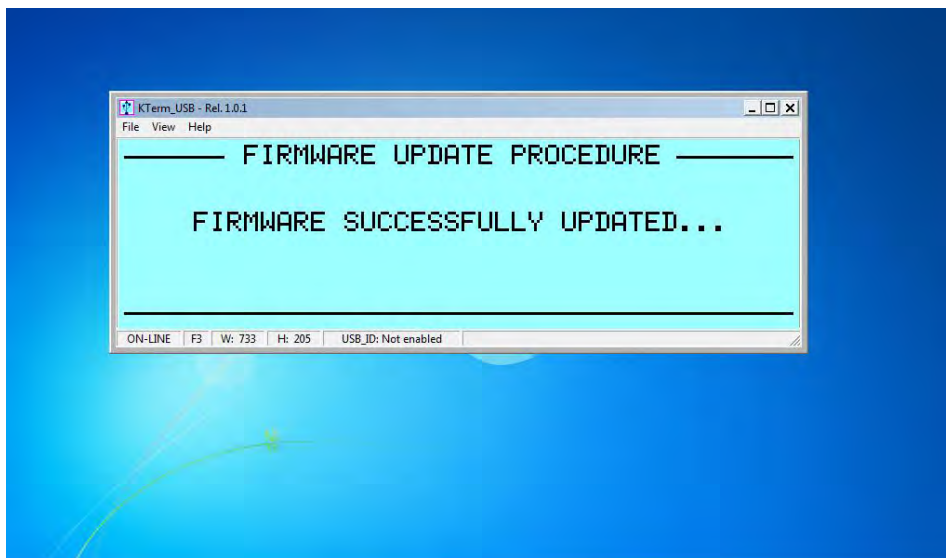 KTerm_USB - Rel. 1.0.1
File View Help
FIRMWARE UPDATE PROCEDURE
FIRMWARE SUCCESSFULLY UPDATED...
ON-LINE F3 W: 733 H: 205 USB_ID: Not enabled